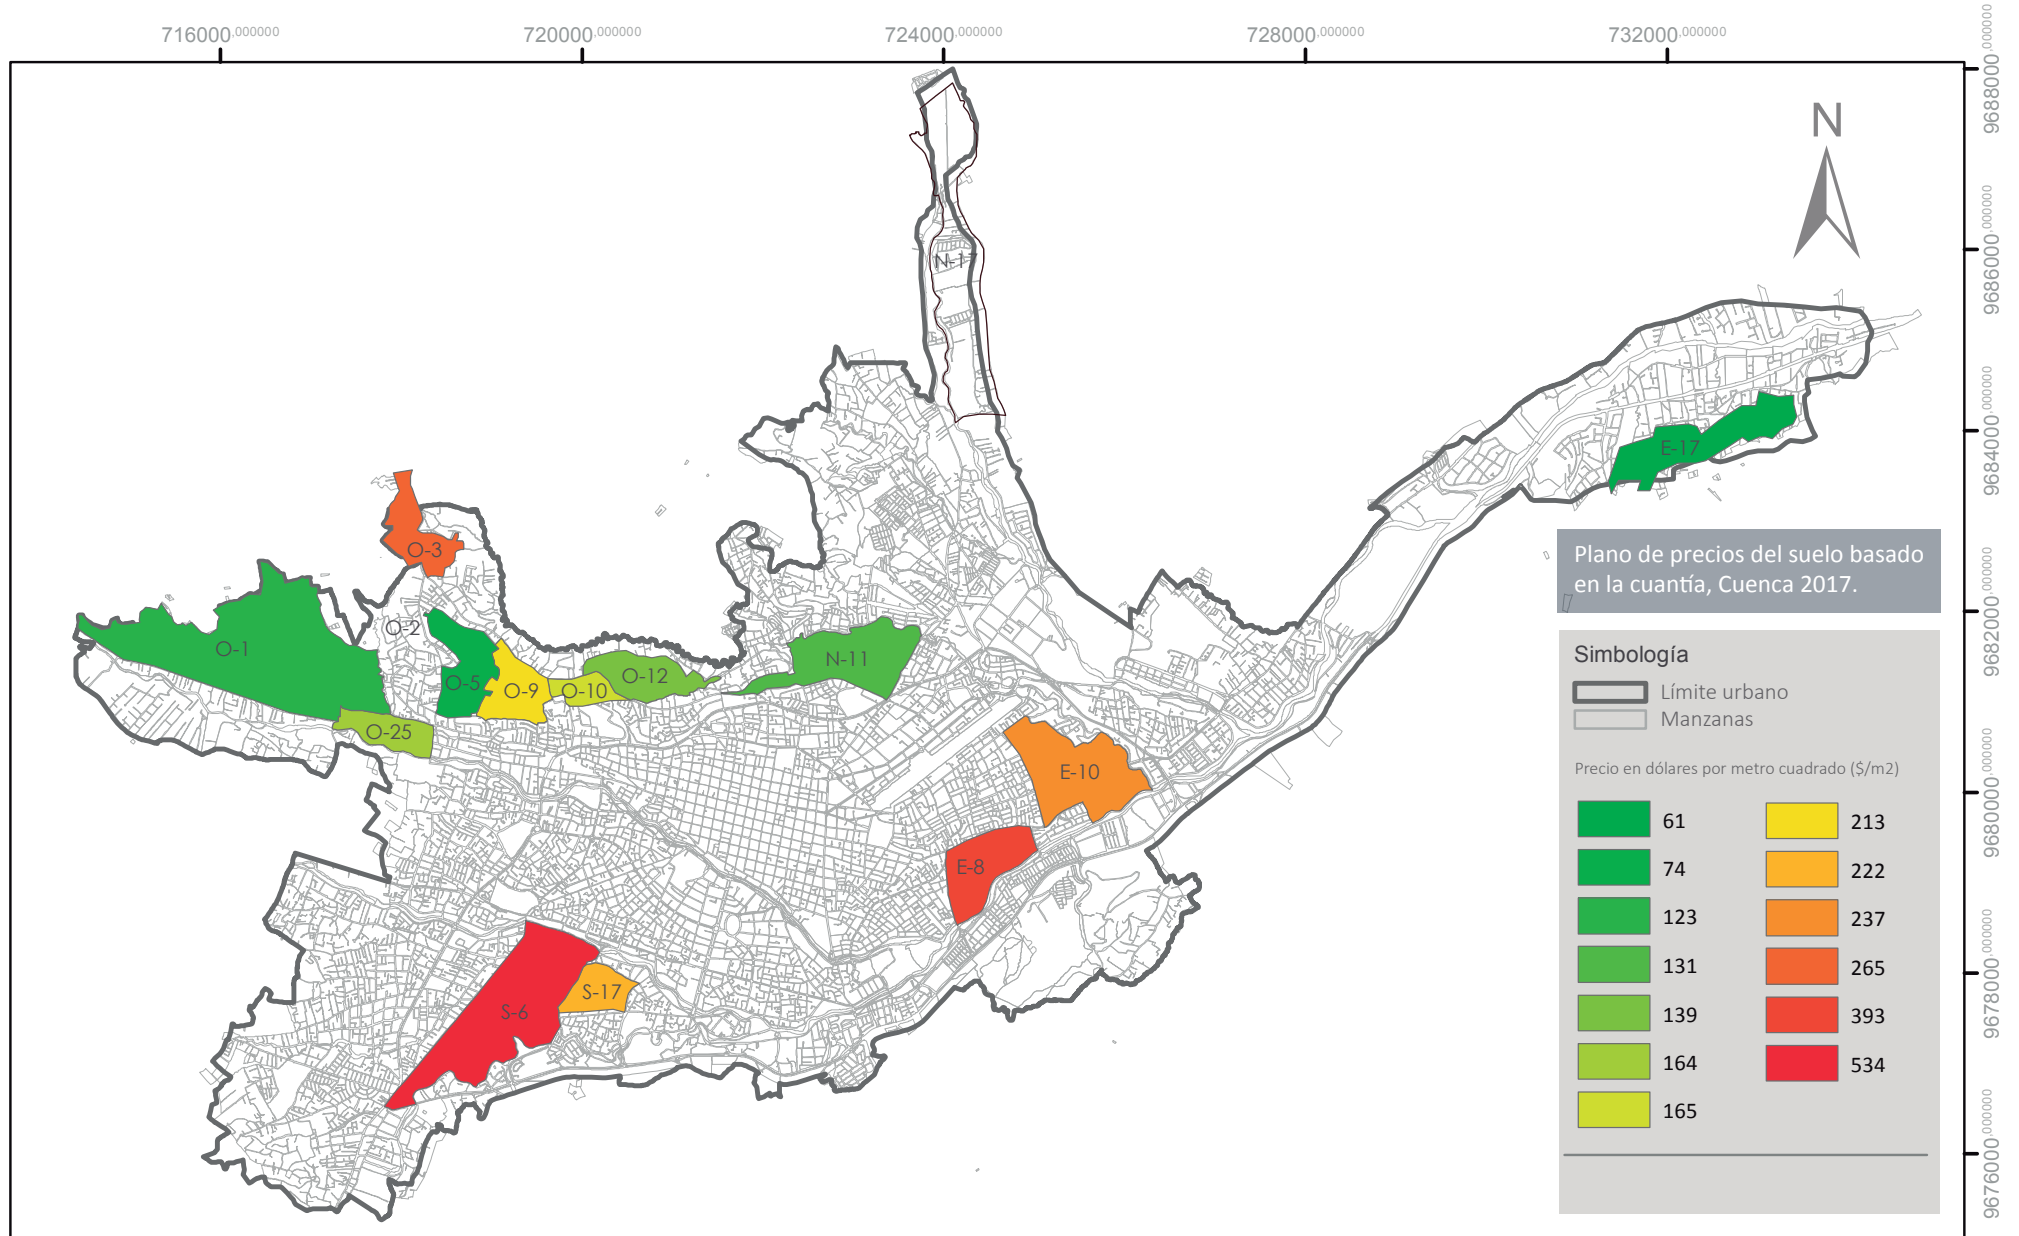 716000,000000 720000,000000 724000,000000 728000,000000 732000,000000
9688000,000000
9686000,000000
9684000,000000
9682000,000000
9680000,000000
9678000,000000
9676000,000000
N
N-17
E-17
O-3
O-2
O-1
O-5
O-9
O-10
O-12
N-11
O-25
E-10
E-8
S-17
S-6
Plano de precios del suelo basado
en la cuantía, Cuenca 2017.
Simbología
Límite urbano
Manzanas
Precio en dólares por metro cuadrado ($/m2)
61
74
123
131
139
164
165
213
222
237
265
393
534